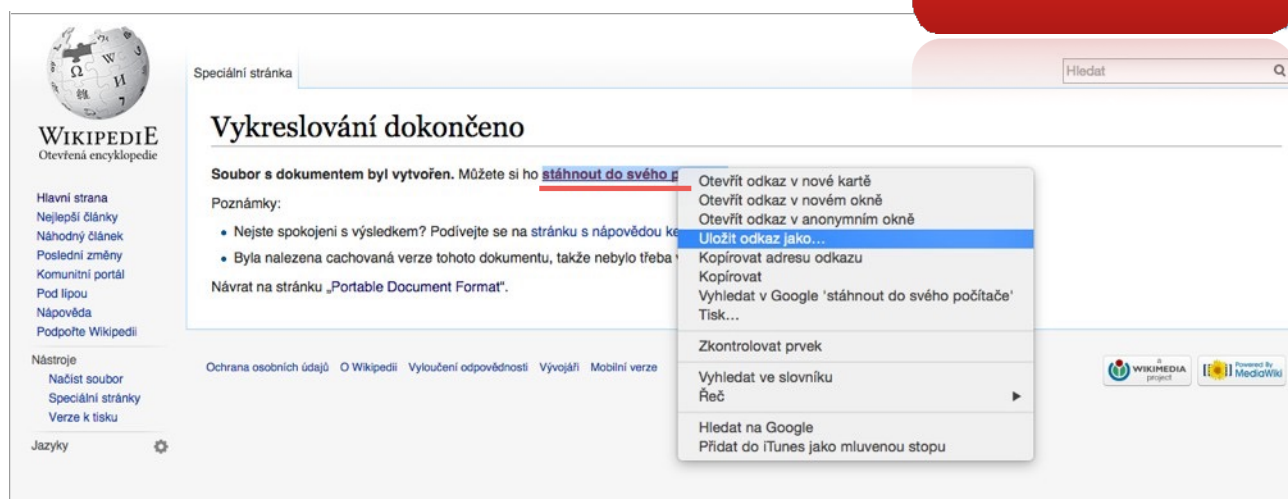 WIKIPEDIE
Otevřená encyklopedie
Hlavní strana
Nejlepší články
Náhodný článek
Poslední změny
Komunitní portál
Pod lípou
Nápověda
Podpořte Wikipedii
Nástroje
Načíst soubor
Speciální stránky
Verze k tisku
Jazyky
Speciální stránka
Hledat
Vykreslování dokončeno
Soubor s dokumentem byl vytvořen. Můžete si ho stáhnout do svého p
Poznámky:
Nejste spokojeni s výsledkem? Podívejte se na stránku s nápovědou ke
Byla nalezena cachovaná verze tohoto dokumentu, takže nebylo třeba
Návrat na stránku „Portable Document Format“.
Otevřít odkaz v nové kartě
Otevřít odkaz v novém okně
Otevřít odkaz v anonymním okně
Uložit odkaz jako...
Kopírovat adresu odkazu
Kopírovat
Vyhledat v Google 'stáhnout do svého počítače'
Tisk...
Zkontrolovat prvek
Vyhledat ve slovníku
Řeč
Hledat na Google
Přidat do iTunes jako mluvenou stopu
Ochrana osobních údajů O Wikipedii Vyloučení odpovědnosti Vývojáři Mobilní verze
a
WIKIMEDIA
project
Powered By
MediaWiki